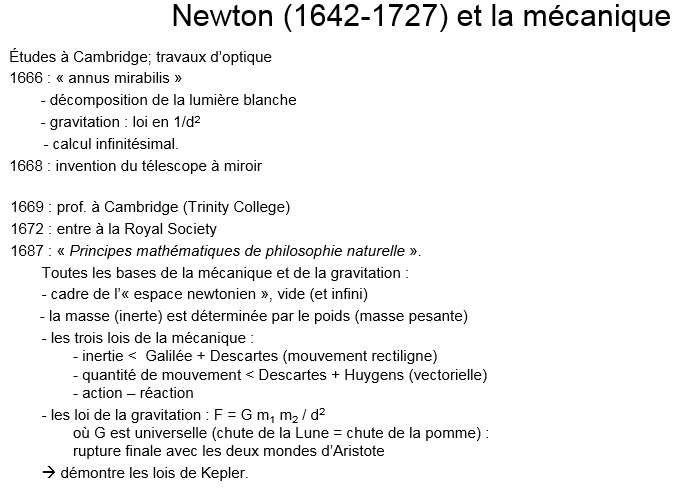 Newton (1642-1727) et la mécanique
Études à Cambridge; travaux d'optique
1666 : « annus mirabilis »
- décomposition de la lumière blanche
- gravitation : loi en 1/d²
- calcul infinitésimal.
1668 : invention du télescope à miroir
1669 : prof. à Cambridge (Trinity College)
1672 : entre à la Royal Society
1687 : « Principes mathématiques de philosophie naturelle ».
Toutes les bases de la mécanique et de la gravitation :
- cadre de l'« espace newtonien », vide (et infini)
- la masse (inerte) est déterminée par le poids (masse pesante)
- les trois lois de la mécanique :
- inertie < Galilée + Descartes (mouvement rectiligne)
- quantité de mouvement < Descartes + Huygens (vectorielle)
- action – réaction
- les loi de la gravitation : F = G m₁ m₂ / d²
où G est universelle (chute de la Lune = chute de la pomme) :
rupture finale avec les deux mondes d'Aristote
→ démontre les lois de Kepler.